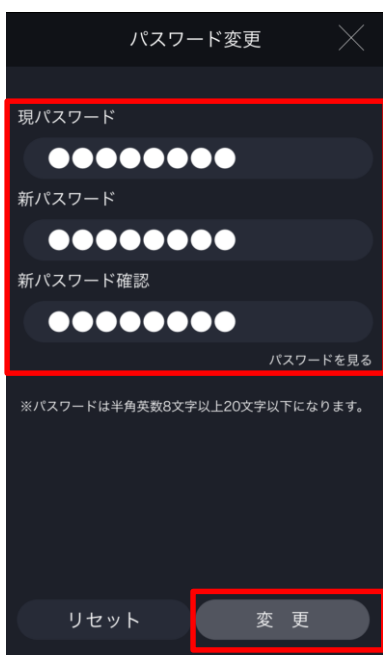 パスワード変更
現パスワード
●●●●●●●●
新パスワード
●●●●●●●●
新パスワード確認
●●●●●●●●
パスワードを見る
※パスワードは半角英数8文字以上20文字以下になります。
リセット
変 更